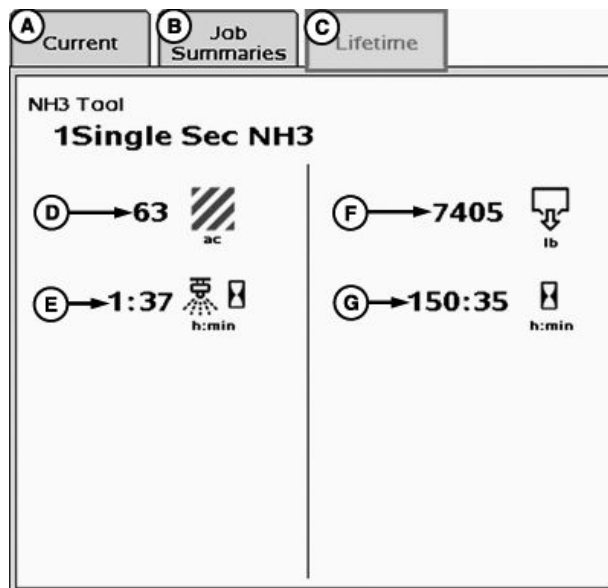 A Current
B Job
Summaries
C Lifetime
NH3 Tool
1Single Sec NH3
D 63
ac
F 7405
lb
E 1:37
h:min
G 150:35
h:min